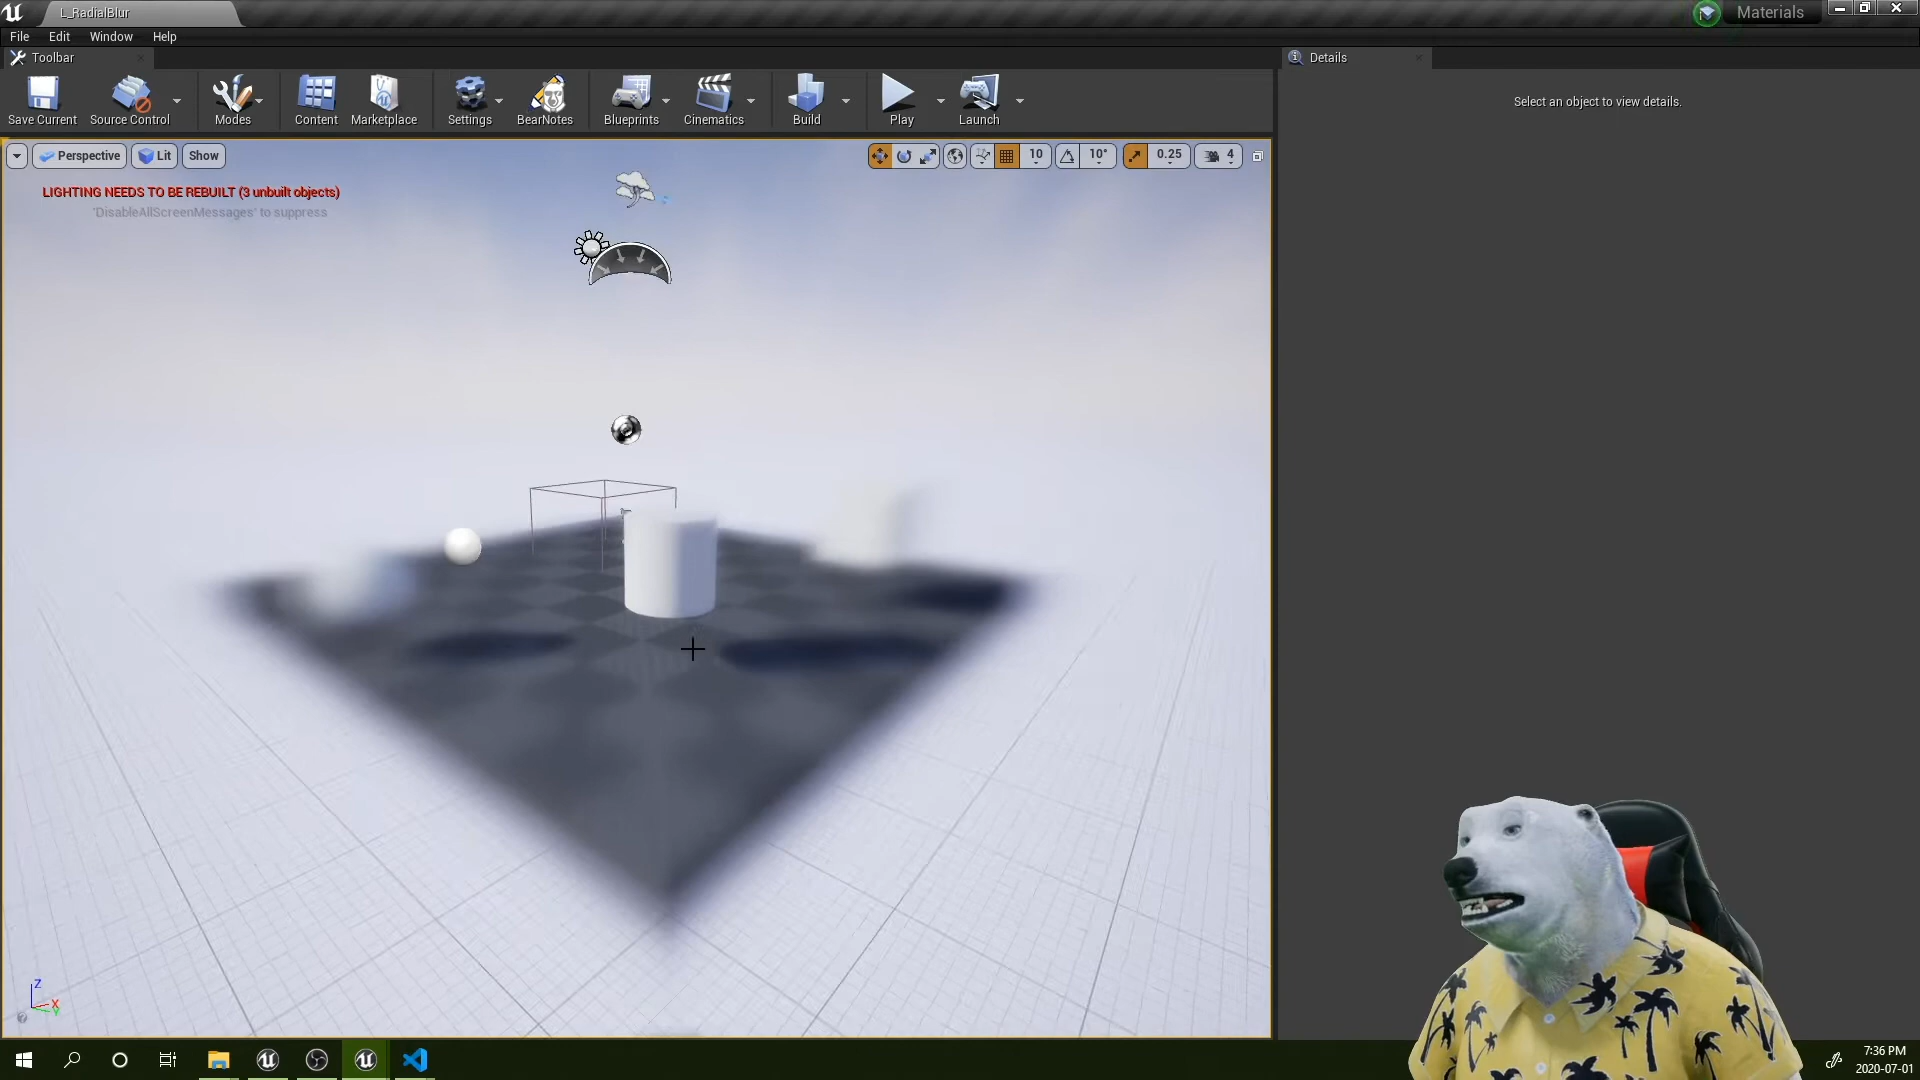 L_RadialBlur
Materials
File Edit Window Help
Toolbar
Details
Save Current Source Control Modes Content Marketplace Settings BearNotes Blueprints Cinematics Build Play Launch
Select an object to view details.
Perspective Lit Show 10 10° 0.25 4
LIGHTING NEEDS TO BE REBUILT (3 unbuilt objects)
'DisableAllScreenMessages' to suppress
Z
X
Y
7:36 PM
2020-07-01